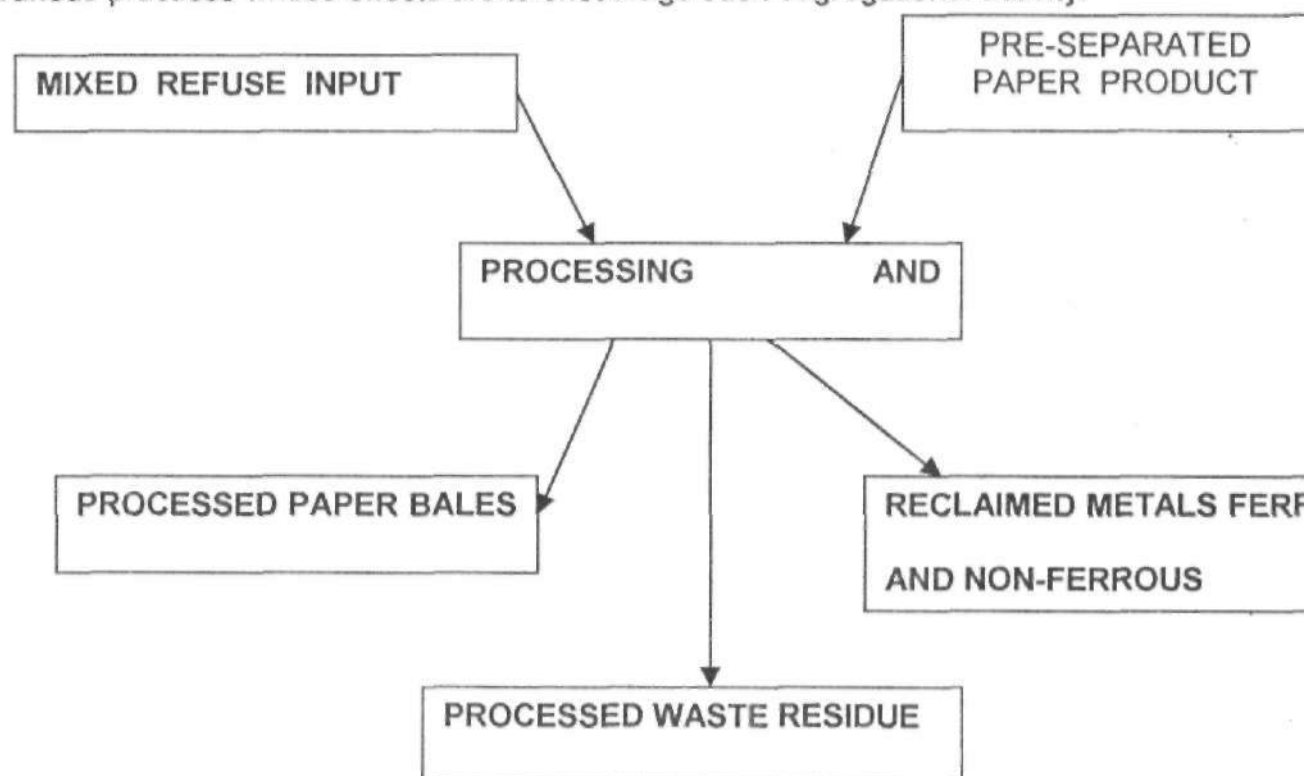 MIXED REFUSE INPUT
PRE-SEPARATED
PAPER PRODUCT
PROCESSING AND
PROCESSED PAPER BALES
RECLAIMED METALS
AND NON-FERROUS
PROCESSED WASTE RESIDUE